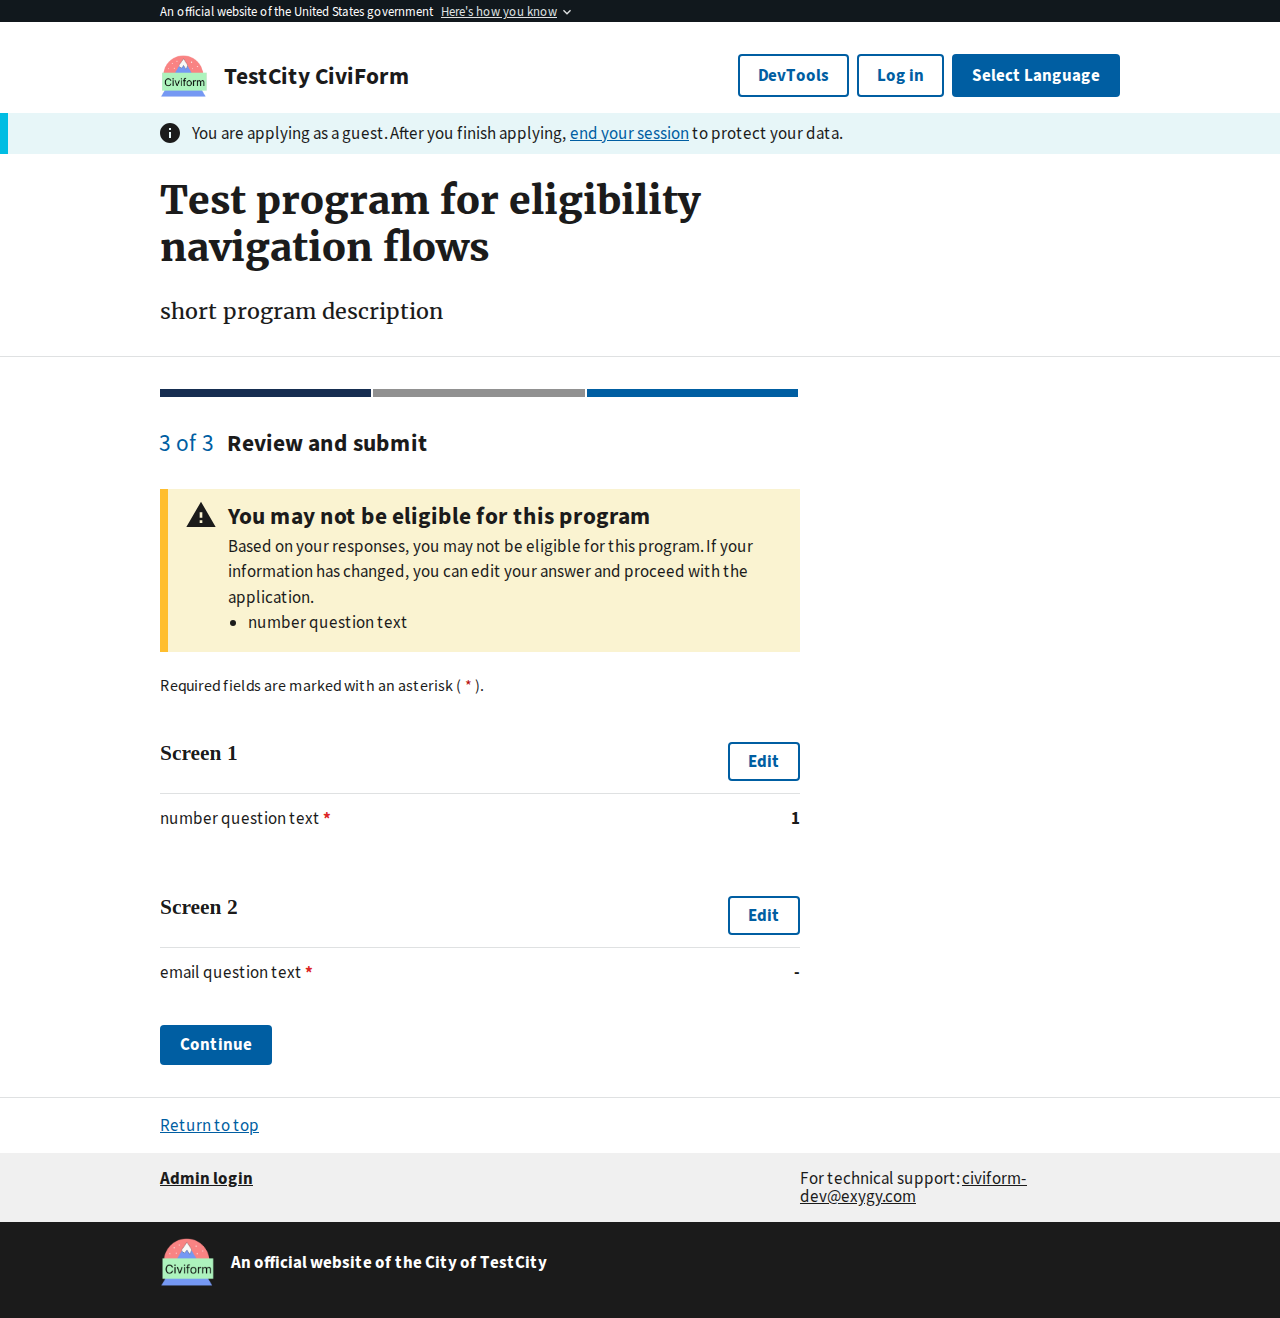 An official website of the United States government Here's how you know
Civiform
TestCity CiviForm
DevTools
Log in
Select Language
You are applying as a guest. After you finish applying, end your session to protect your data.
Test program for eligibility
navigation flows
short program description
3 of 3 Review and submit
You may not be eligible for this program
Based on your responses, you may not be eligible for this program. If your
information has changed, you can edit your answer and proceed with the
application.
• number question text
Required fields are marked with an asterisk ( * ).
Screen 1
Edit
number question text *
1
Screen 2
Edit
email question text *
-
Continue
Return to top
Admin login
For technical support: civiform-
dev@exygy.com
Civiform
An official website of the City of TestCity